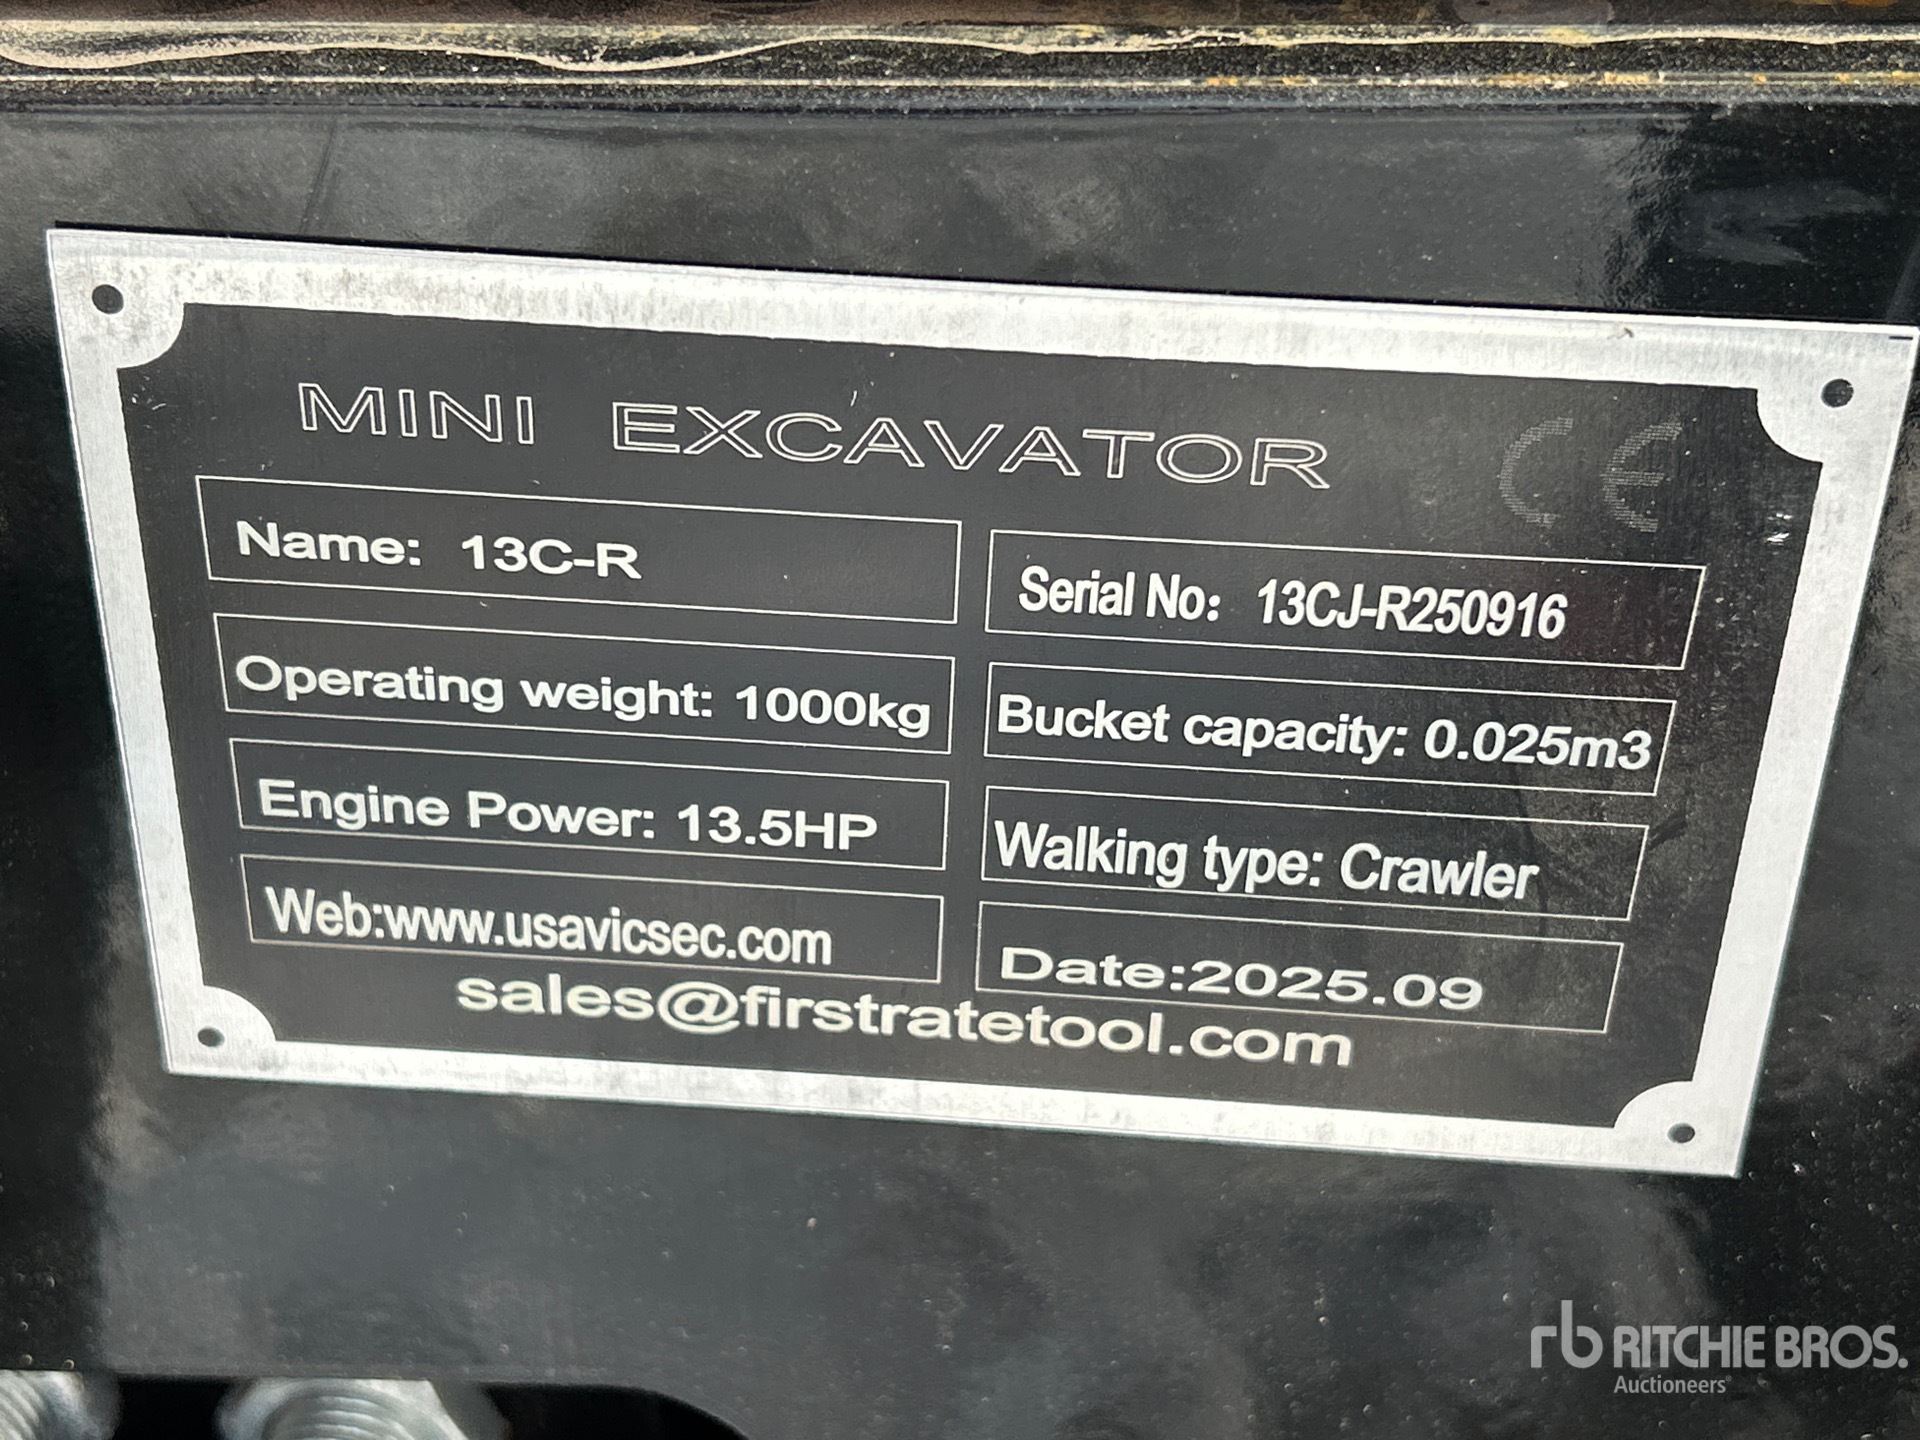 MINI EXCAVATOR CE
Name: 13C-R
Serial No: 13CJ-R250916
Operating weight: 1000kg
Bucket capacity: 0.025m3
Engine Power: 13.5HP
Walking type: Crawler
Web:www.usavicsec.com
Date:2025.09
sales@firstratetool.com
rb RITCHIE BROS.
Auctioneers